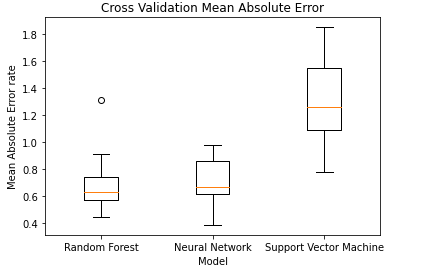 Cross Validation Mean Absolute Error
Mean Absolute Error rate
1.8
1.6
1.4
1.2
1.0
0.8
0.6
0.4
Random Forest Neural Network Support Vector Machine
Model